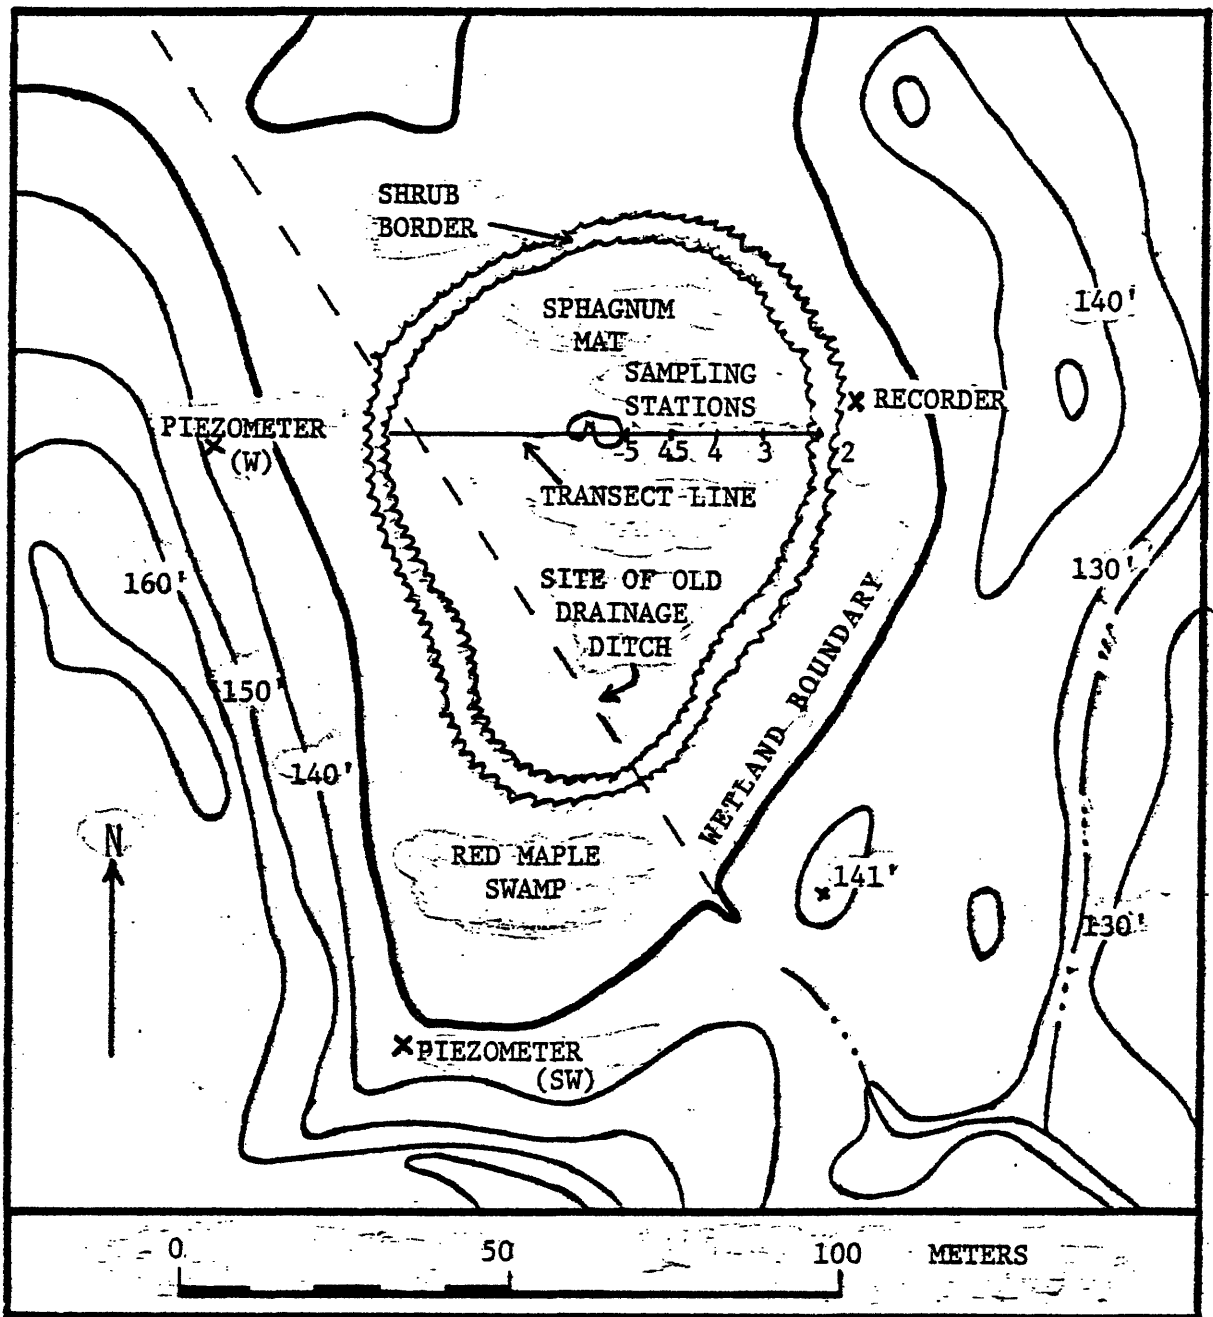 SHRUB
BORDER
SPHAGNUM
MAT
140'
SAMPLING
STATIONS
RECORDER
PIEZOMETER
(W)
5 45 4 3 2
TRANSECT LINE
160'
SITE OF OLD
DRAINAGE
DITCH
130'
WETLAND BOUNDARY
150'
140'
N
RED MAPLE
SWAMP
141'
130'
PIEZOMETER
(SW)
0 50 100 METERS